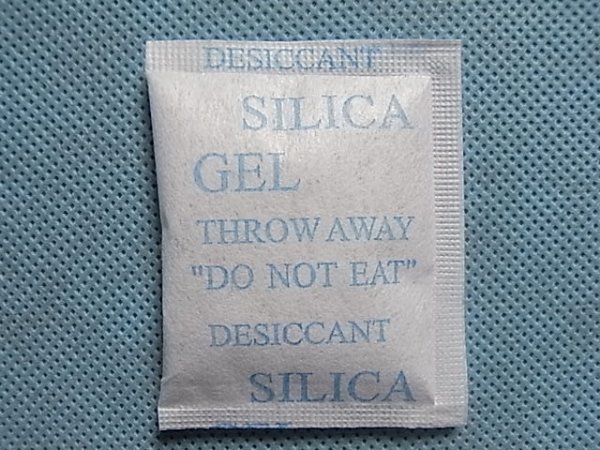 DESICCANT
SILICA
GEL
THROW AWAY
"DO NOT EAT"
DESICCANT
SILICA